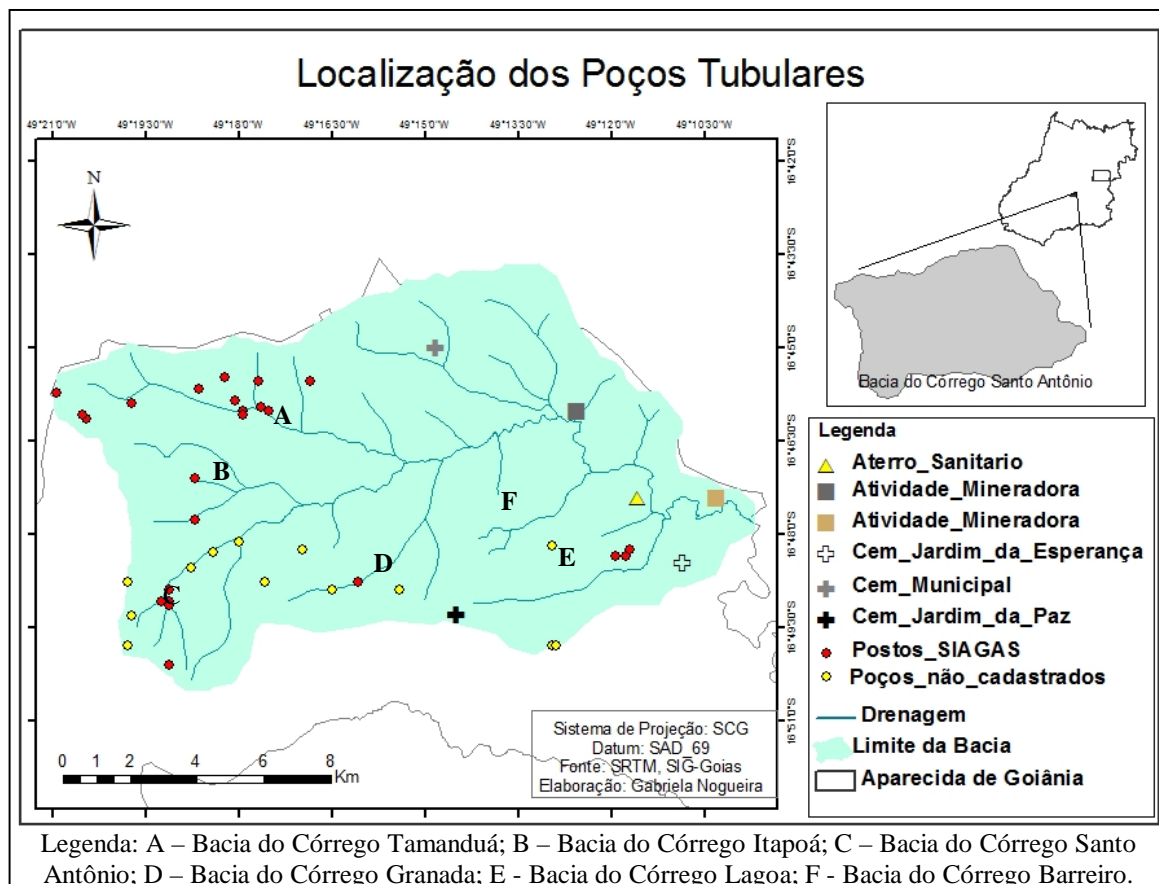 Localização dos Poços Tubulares
49°21'0"W 49°19'30"W 49°18'0"W 49°16'30"W 49°15'0"W 49°13'30"W 49°12'0"W 49°10'30"W
16°42'0"S
16°43'30"S
16°45'0"S
16°46'30"S
16°48'0"S
16°49'30"S
16°51'0"S
N
A
B
C
D
E
F
Bacia do Córrego Santo Antônio
Legenda
Aterro_Sanitario
Atividade_Mineradora
Atividade_Mineradora
Cem_Jardim_da_Esperança
Cem_Municipal
Cem_Jardim_da_Paz
Postos_SIAGAS
Poços_não_cadastrados
Drenagem
Limite da Bacia
Aparecida de Goiânia
Sistema de Projeção: SCG
Datum: SAD_69
Fonte: SRTM, SIG-Goias
Elaboração: Gabriela Nogueira
0 1 2 4 6 8
Km
Legenda: A – Bacia do Córrego Tamanduá; B – Bacia do Córrego Itapoá; C – Bacia do Córrego Santo
Antônio; D – Bacia do Córrego Granada; E - Bacia do Córrego Lagoa; F - Bacia do Córrego Barreiro.